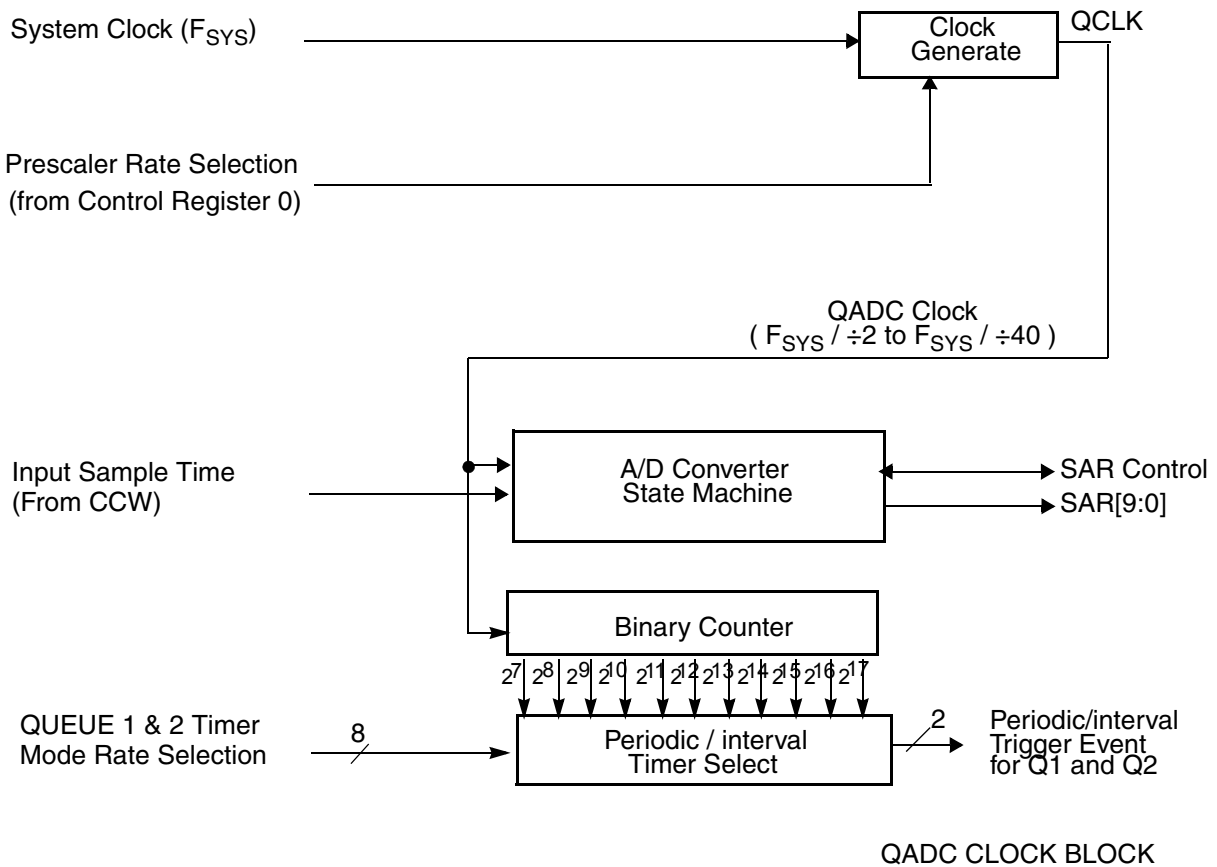 System Clock (FSYS)
Clock
Generate
QCLK
Prescaler Rate Selection
(from Control Register 0)
QADC Clock
( FSYS / ÷2 to FSYS / ÷40 )
Input Sample Time
(From CCW)
A/D Converter
State Machine
SAR Control
SAR[9:0]
Binary Counter
2^7 2^8 2^9 2^10 2^11 2^12 2^13 2^14 2^15 2^16 2^17
QUEUE 1 & 2 Timer
Mode Rate Selection
8
Periodic / interval
Timer Select
2
Periodic/interval
Trigger Event
for Q1 and Q2
QADC CLOCK BLOCK